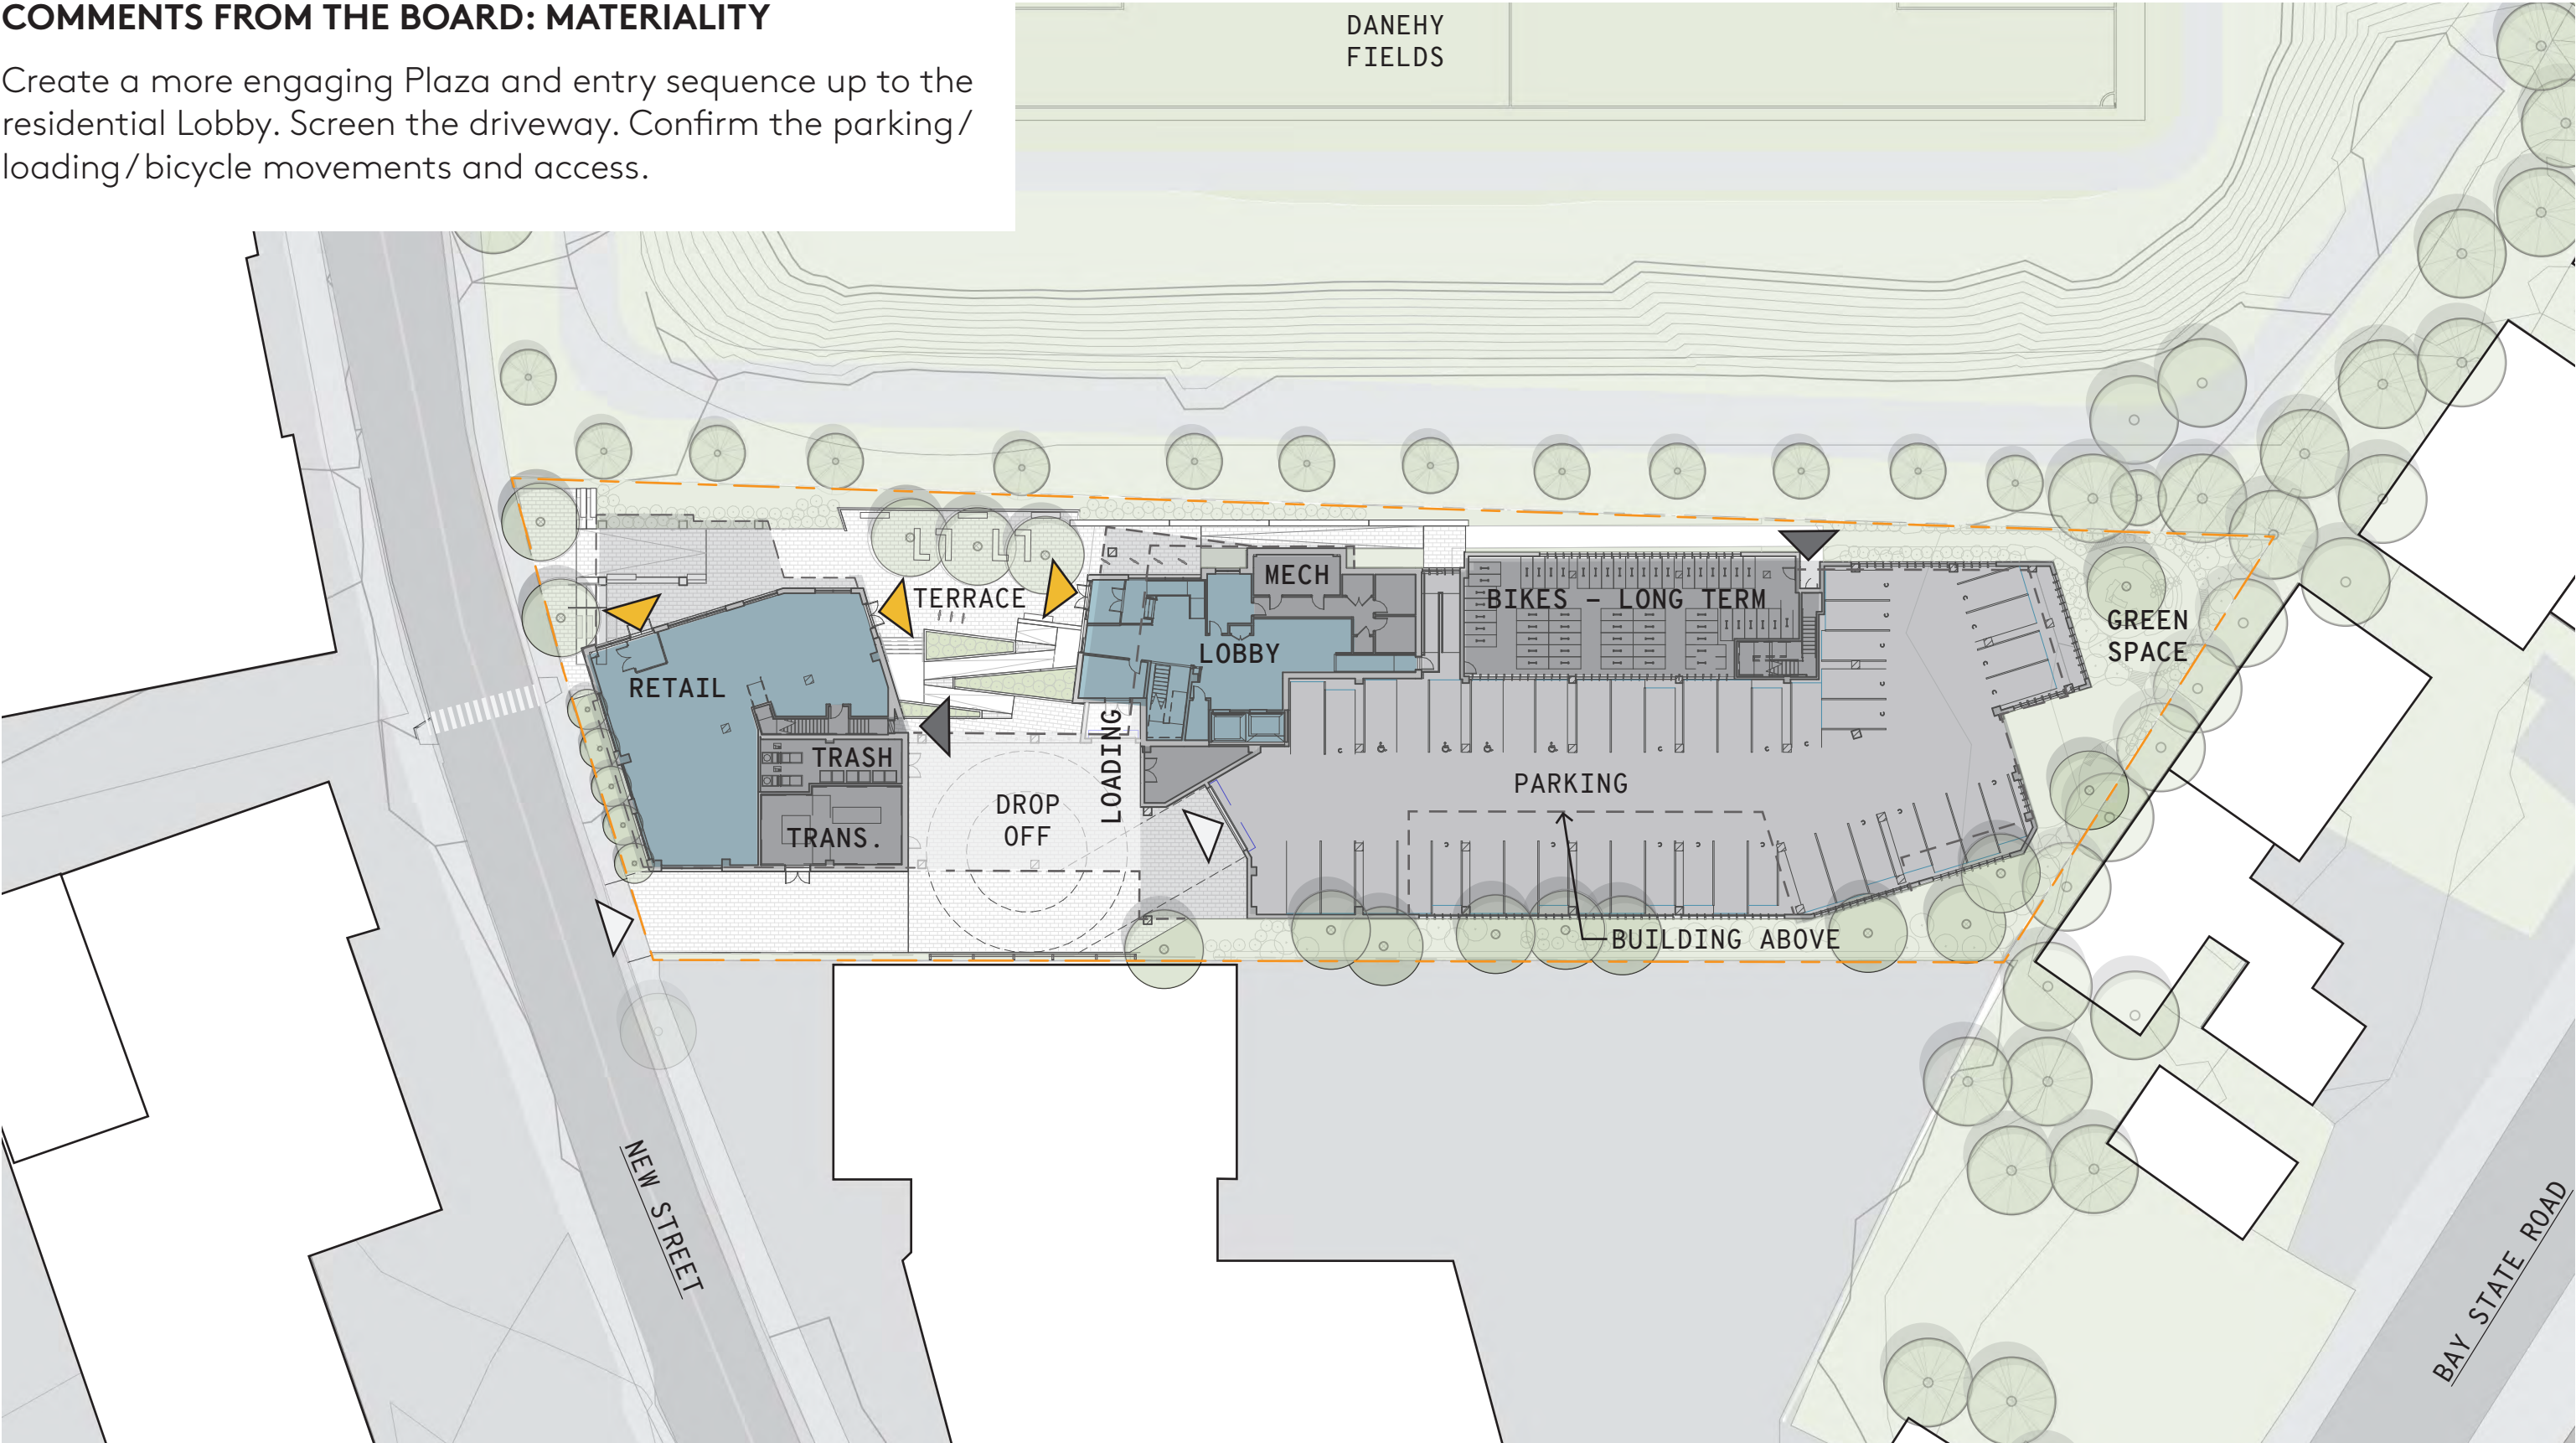 COMMENTS FROM THE BOARD: MATERIALITY
Create a more engaging Plaza and entry sequence up to the
residential Lobby. Screen the driveway. Confirm the parking/
loading/bicycle movements and access.
DANEHY
FIELDS
MECH
TERRACE
BIKES – LONG TERM
LOBBY
GREEN
SPACE
RETAIL
TRASH
LOADING
PARKING
DROP
OFF
TRANS.
BUILDING ABOVE
NEW STREET
BAY STATE ROAD